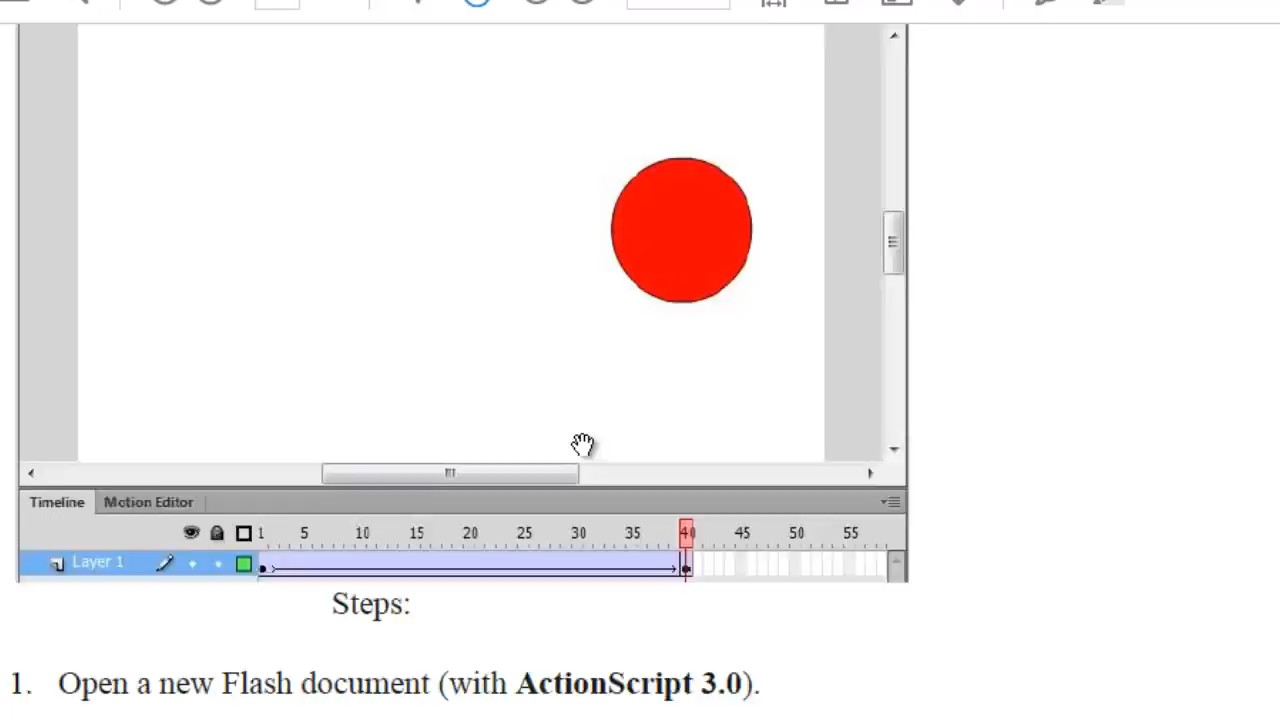 Timeline Motion Editor
1 5 10 15 20 25 30 35 40 45 50 55
Layer 1
Steps:
1. Open a new Flash document (with ActionScript 3.0).